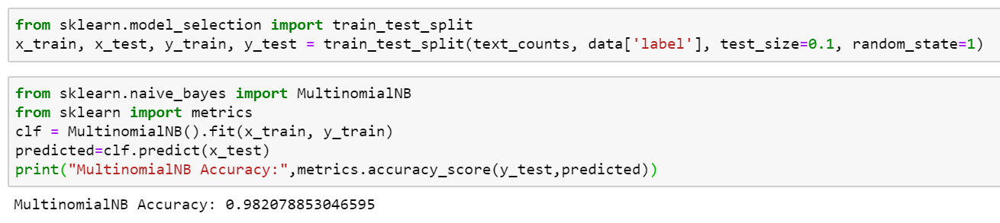 from sklearn.model_selection import train_test_split
x_train, x_test, y_train, y_test = train_test_split(text_counts, data['label'], test_size=0.1, random_state=1)
from sklearn.naive_bayes import MultinomialNB
from sklearn import metrics
clf = MultinomialNB().fit(x_train, y_train)
predicted=clf.predict(x_test)
print("MultinomialNB Accuracy:",metrics.accuracy_score(y_test,predicted))
MultinomialNB Accuracy: 0.982078853046595